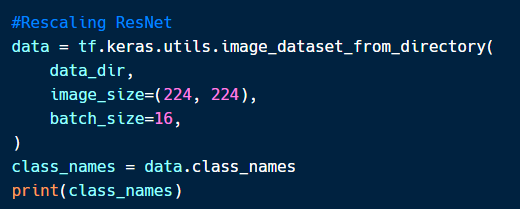 #Rescaling ResNet
data = tf.keras.utils.image_dataset_from_directory(
    data_dir,
    image_size=(224, 224),
    batch_size=16,
)
class_names = data.class_names
print(class_names)